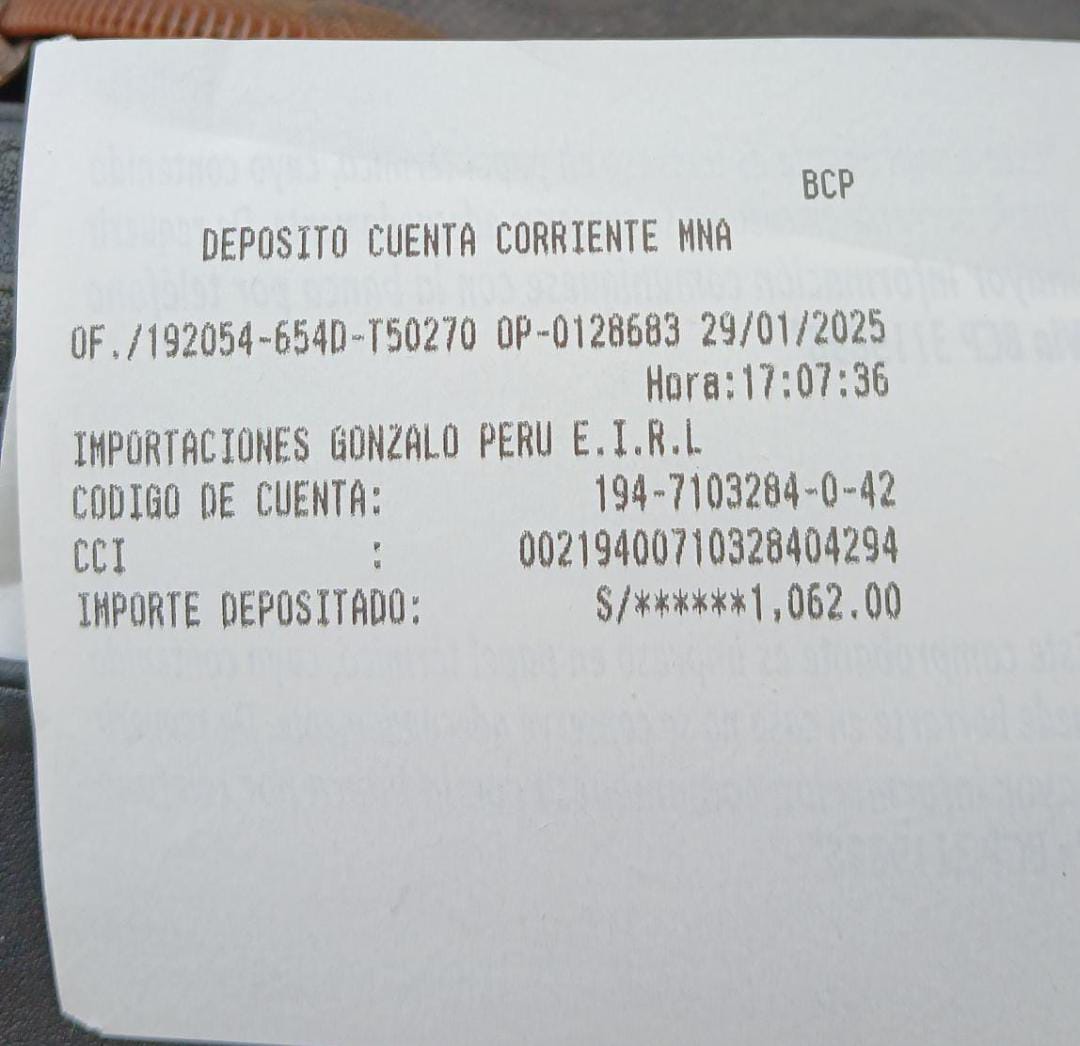 BCP
DEPOSITO CUENTA CORRIENTE MNA
OF./192054-654D-T50270 OP-0128683 29/01/2025
Hora:17:07:36
IMPORTACIONES GONZALO PERU E.I.R.L
CODIGO DE CUENTA: 194-7103284-0-42
CCI : 00219400710328404294
IMPORTE DEPOSITADO: S/******1,062.00